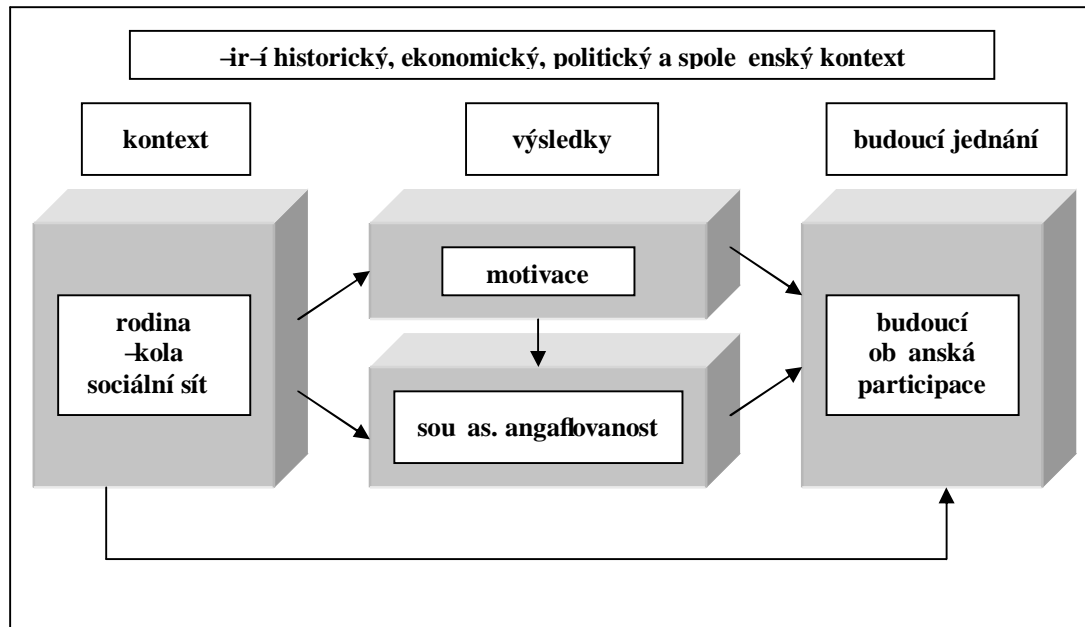 –ir–í historický, ekonomický, politický a spole enský kontext
kontext
výsledky
budoucí jednání
rodina
–kola
sociální sít
motivace
sou as. angaflovanost
budoucí
ob anská
participace